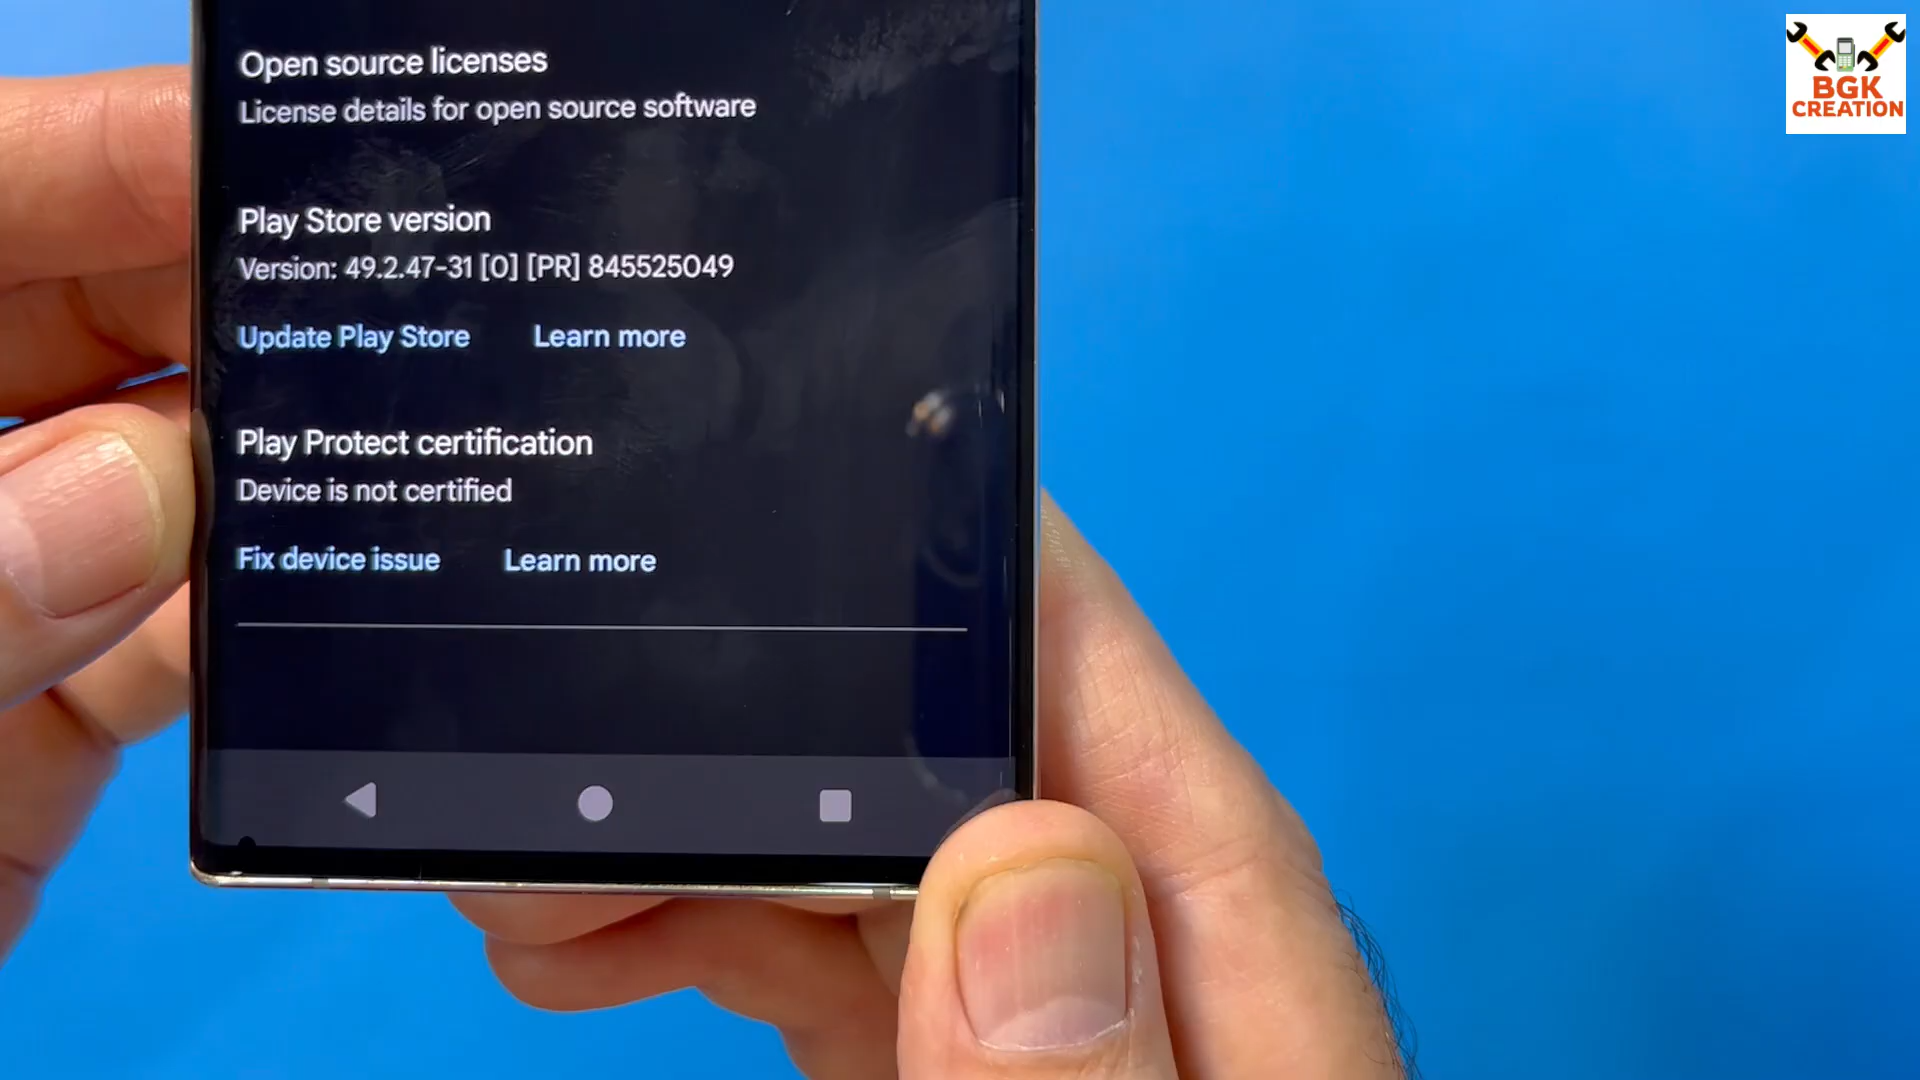 BGK
CREATION
Open source licenses
License details for open source software
Play Store version
Version: 49.2.47-31 [0] [PR] 845525049
Update Play Store Learn more
Play Protect certification
Device is not certified
Fix device issue Learn more